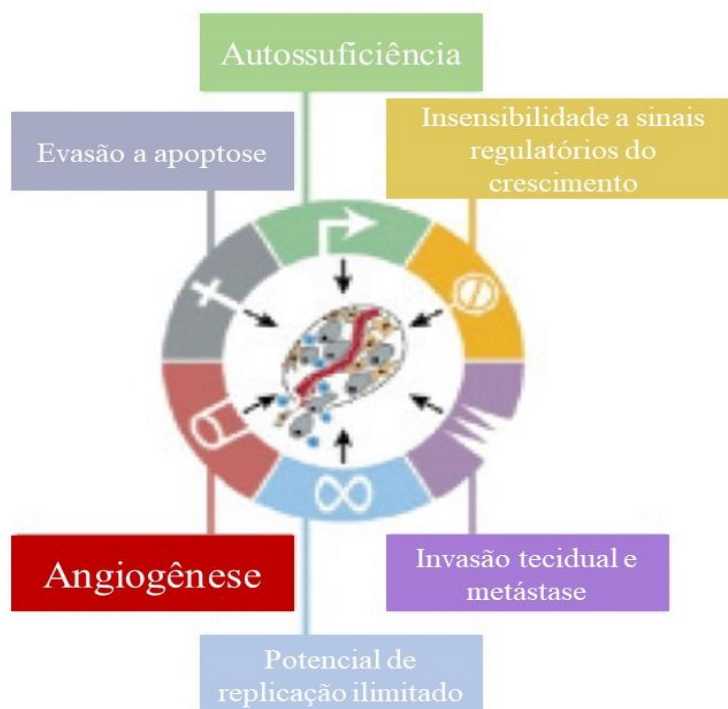 Autossuficiência
Evasão a apoptose
Insensibilidade a sinais
regulatórios do
crescimento
Angiogênese
Invasão tecidual e
metástase
Potencial de
replicação ilimitado